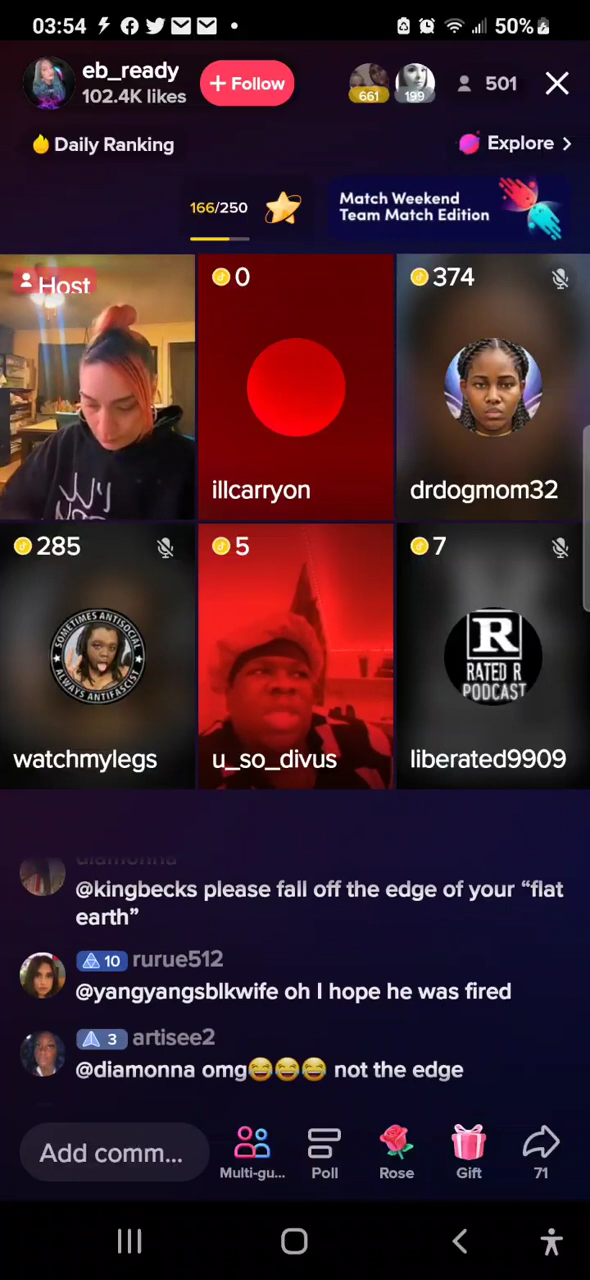 03:54
50%
eb_ready
102.4K likes
+ Follow
661
199
501
Daily Ranking
Explore >
166/250
Match Weekend
Team Match Edition
Host
0
374
illcarryon
drdogmom32
285
5
7
SOMETIMES ANTISOCIAL
ALWAYS ANTIFASCIST
R
RATED R
PODCAST
watchmylegs
u_so_divus
liberated9909
diamonna
@kingbecks please fall off the edge of your “flat
earth”
10 rurue512
@yangyangsblkwife oh I hope he was fired
3 artisee2
@diamonna omg😂😂😂 not the edge
Add comm...
Multi-gu...
Poll
Rose
Gift
71